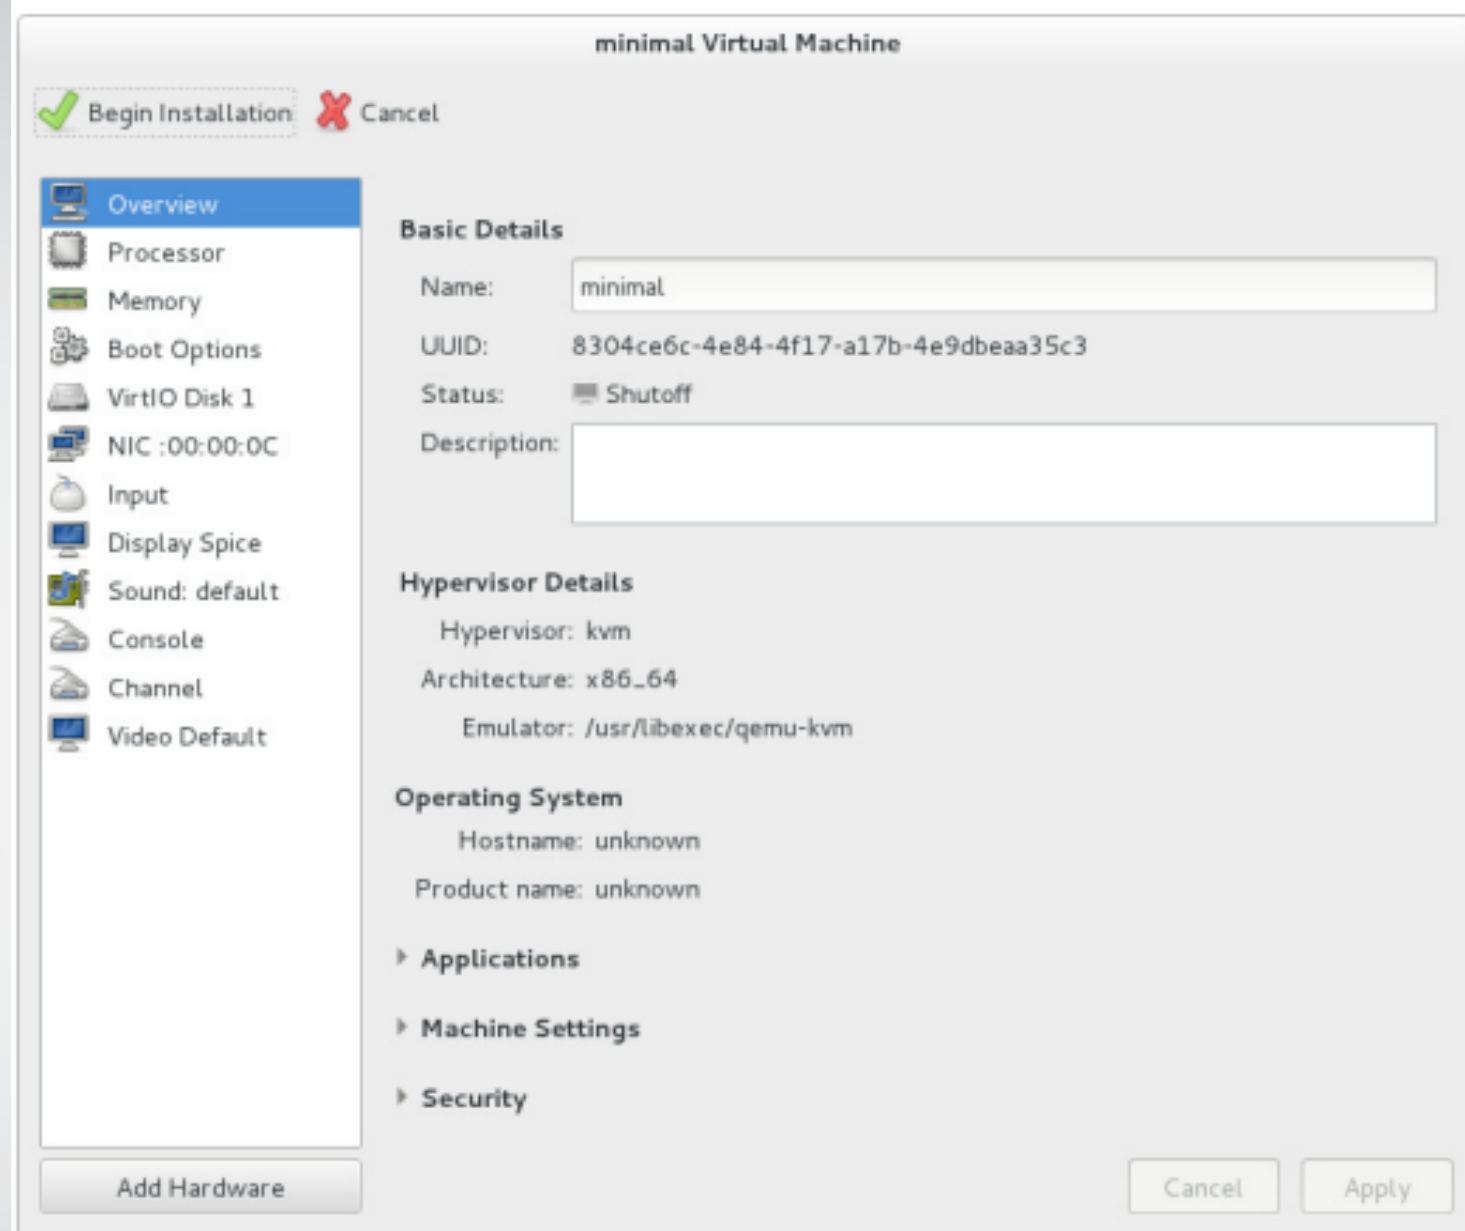 minimal Virtual Machine
Begin Installation Cancel
Overview
Processor
Memory
Boot Options
VirtIO Disk 1
NIC :00:00:0C
Input
Display Spice
Sound: default
Console
Channel
Video Default
Add Hardware
Basic Details
Name: minimal
UUID: 8304ce6c-4e84-4f17-a17b-4e9dbeaa35c3
Status: Shutoff
Description:
Hypervisor Details
Hypervisor: kvm
Architecture: x86_64
Emulator: /usr/libexec/qemu-kvm
Operating System
Hostname: unknown
Product name: unknown
Applications
Machine Settings
Security
Cancel Apply